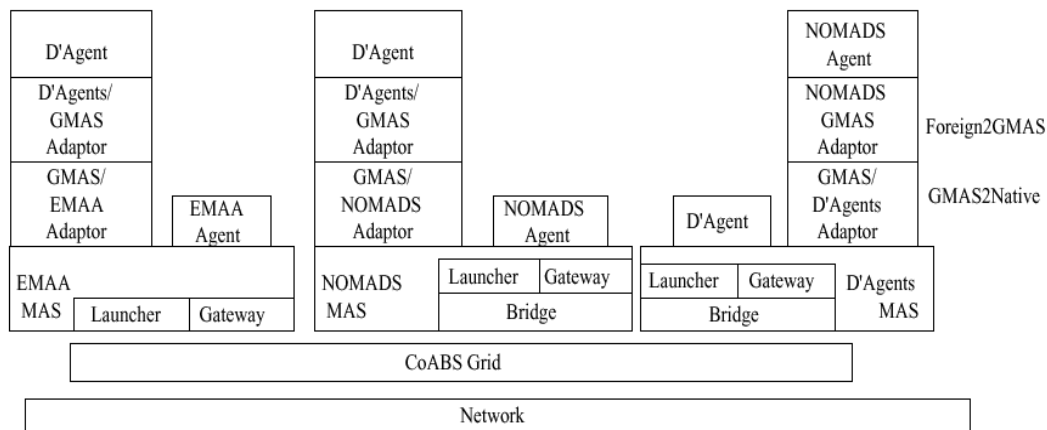 D'Agent
D'Agents/
GMAS
Adaptor
GMAS/
EMAA
Adaptor
EMAA
Agent
EMAA
MAS
Launcher
Gateway
D'Agent
D'Agents/
GMAS
Adaptor
GMAS/
NOMADS
Adaptor
NOMADS
Agent
NOMADS
MAS
Launcher
Gateway
Bridge
D'Agent
NOMADS
Agent
NOMADS
GMAS
Adaptor
GMAS/
D'Agents
Adaptor
Launcher
Gateway
Bridge
D'Agents
MAS
Foreign2GMAS
GMAS2Native
CoABS Grid
Network